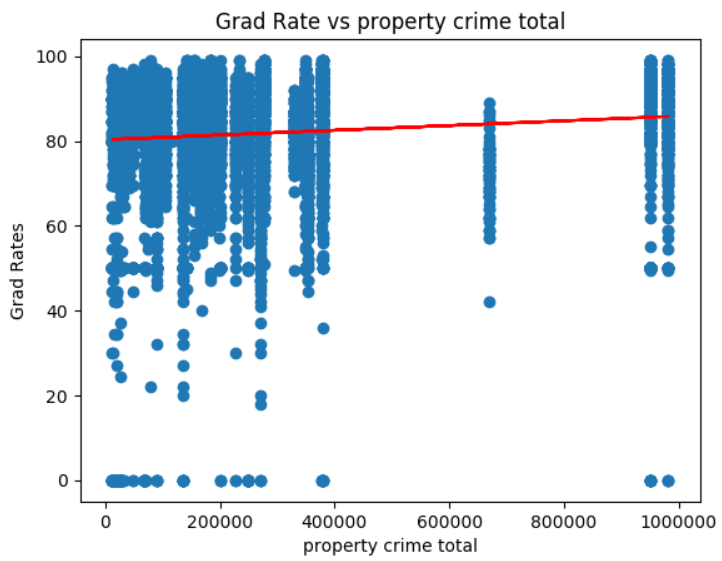 Grad Rate vs property crime total
100
80
60
40
20
0
Grad Rates
0 200000 400000 600000 800000 1000000
property crime total